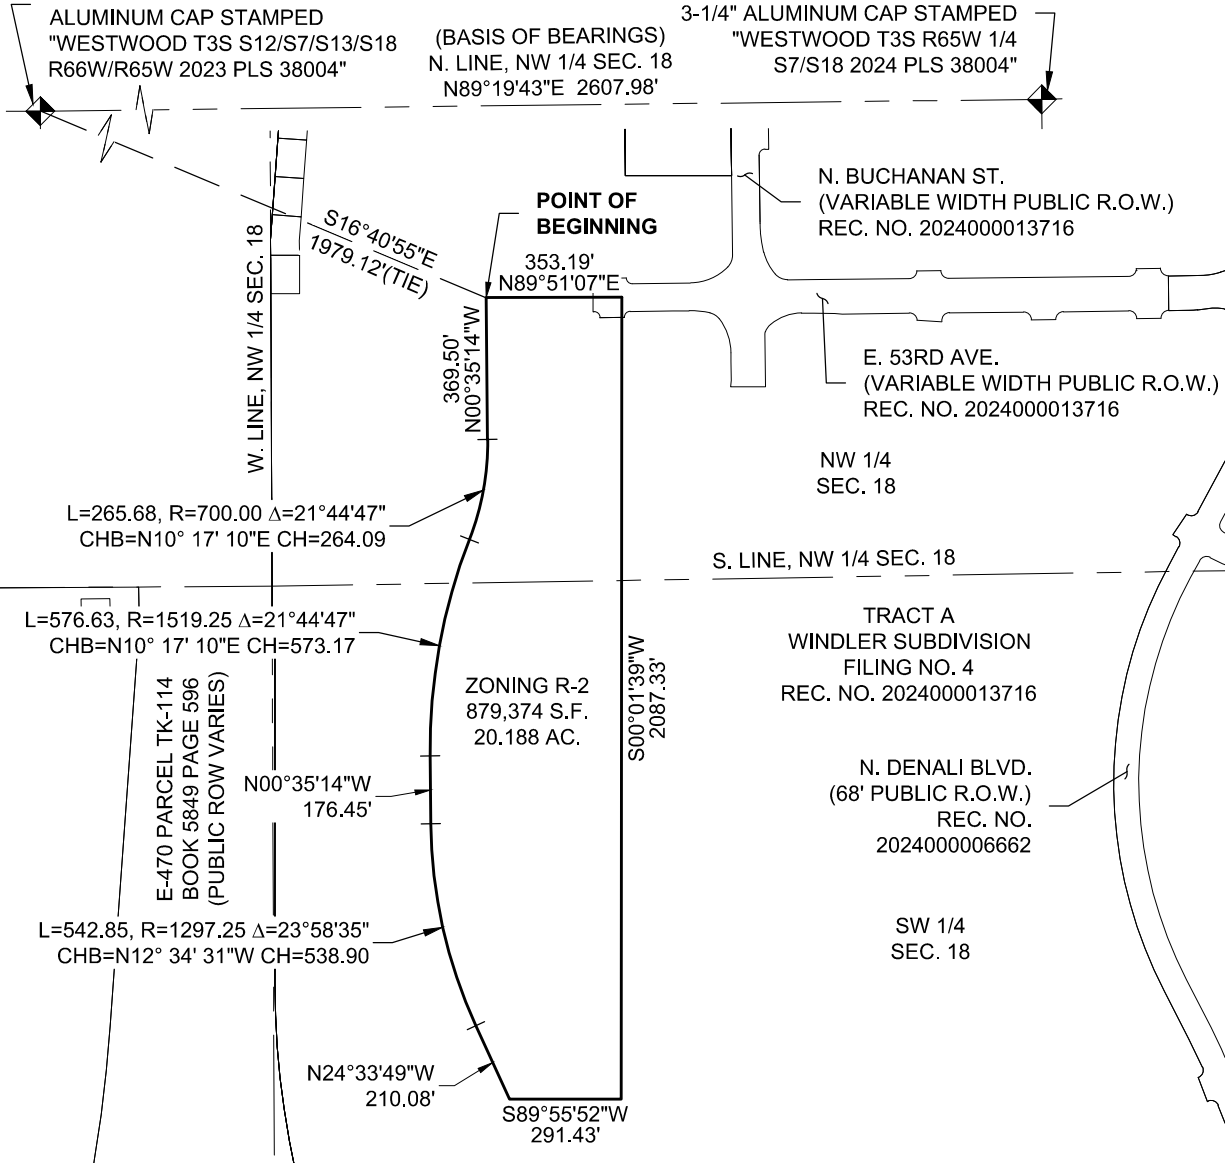 ALUMINUM CAP STAMPED
"WESTWOOD T3S S12/S7/S13/S18
R66W/R65W 2023 PLS 38004"
(BASIS OF BEARINGS)
N. LINE, NW 1/4 SEC. 18
N89°19'43"E 2607.98'
3-1/4" ALUMINUM CAP STAMPED
"WESTWOOD T3S R65W 1/4
S7/S18 2024 PLS 38004"
N. BUCHANAN ST.
(VARIABLE WIDTH PUBLIC R.O.W.)
REC. NO. 2024000013716
POINT OF
BEGINNING
S16°40'55"E
1979.12'(TIE)
353.19'
N89°51'07"E
W. LINE, NW 1/4 SEC. 18
369.50'
N00°35'14"W
E. 53RD AVE.
(VARIABLE WIDTH PUBLIC R.O.W.)
REC. NO. 2024000013716
NW 1/4
SEC. 18
L=265.68, R=700.00 Δ=21°44'47"
CHB=N10° 17' 10"E CH=264.09
S. LINE, NW 1/4 SEC. 18
L=576.63, R=1519.25 Δ=21°44'47"
CHB=N10° 17' 10"E CH=573.17
TRACT A
WINDLER SUBDIVISION
FILING NO. 4
REC. NO. 2024000013716
E-470 PARCEL TK-114
BOOK 5849 PAGE 596
(PUBLIC ROW VARIES)
ZONING R-2
879,374 S.F.
20.188 AC.
S00°01'39"W
2087.33'
N00°35'14"W
176.45'
N. DENALI BLVD.
(68' PUBLIC R.O.W.)
REC. NO.
2024000006662
L=542.85, R=1297.25 Δ=23°58'35"
CHB=N12° 34' 31"W CH=538.90
SW 1/4
SEC. 18
N24°33'49"W
210.08'
S89°55'52"W
291.43'